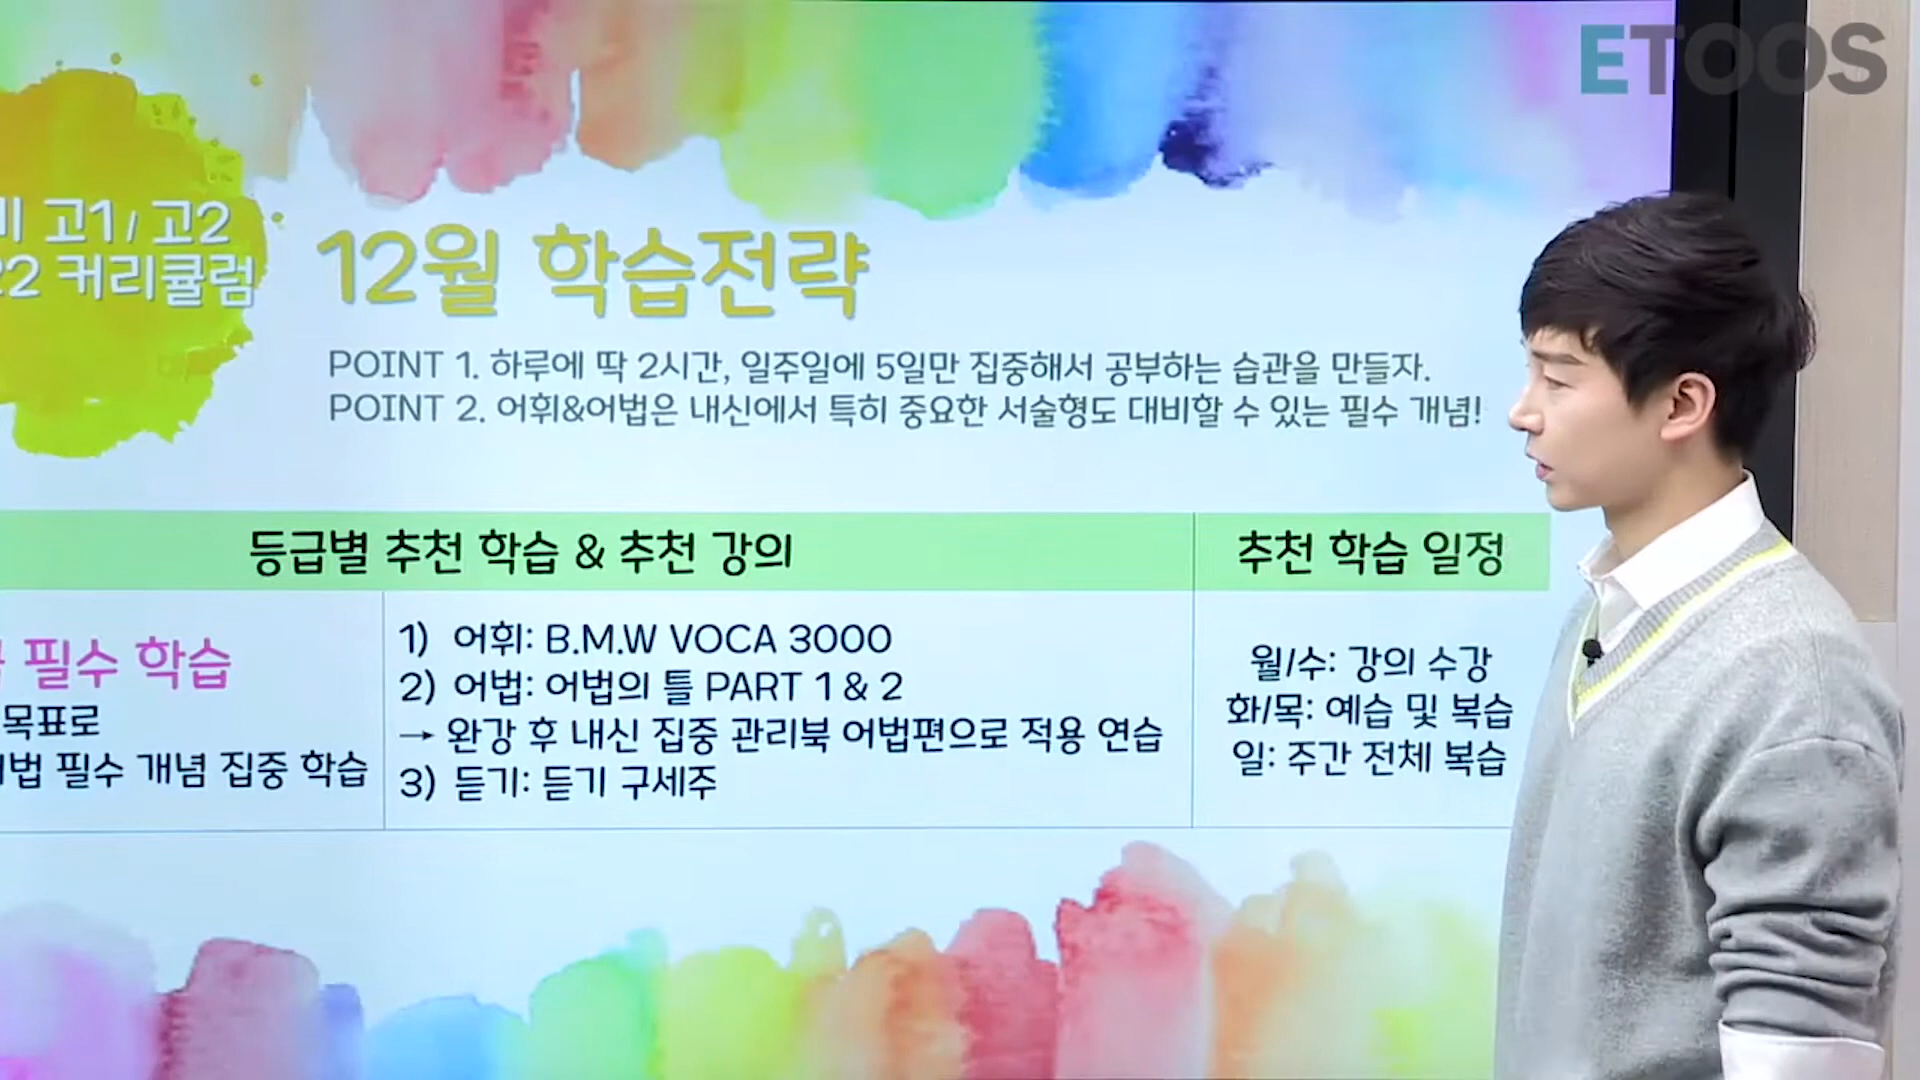 ETOOS
고1 / 고2
22 커리큘럼
12월 학습전략
POINT 1. 하루에 딱 2시간, 일주일에 5일만 집중해서 공부하는 습관을 만들자.
POINT 2. 어휘&어법은 내신에서 특히 중요한 서술형도 대비할 수 있는 필수 개념!
등급별 추천 학습 & 추천 강의
추천 학습 일정
필수 학습
목표로
필수 개념 집중 학습
1) 어휘: B.M.W VOCA 3000
2) 어법: 어법의 틀 PART 1 & 2
→ 완강 후 내신 집중 관리북 어법편으로 적용 연습
3) 듣기: 듣기 구세주
월/수: 강의 수강
화/목: 예습 및 복습
일: 주간 전체 복습